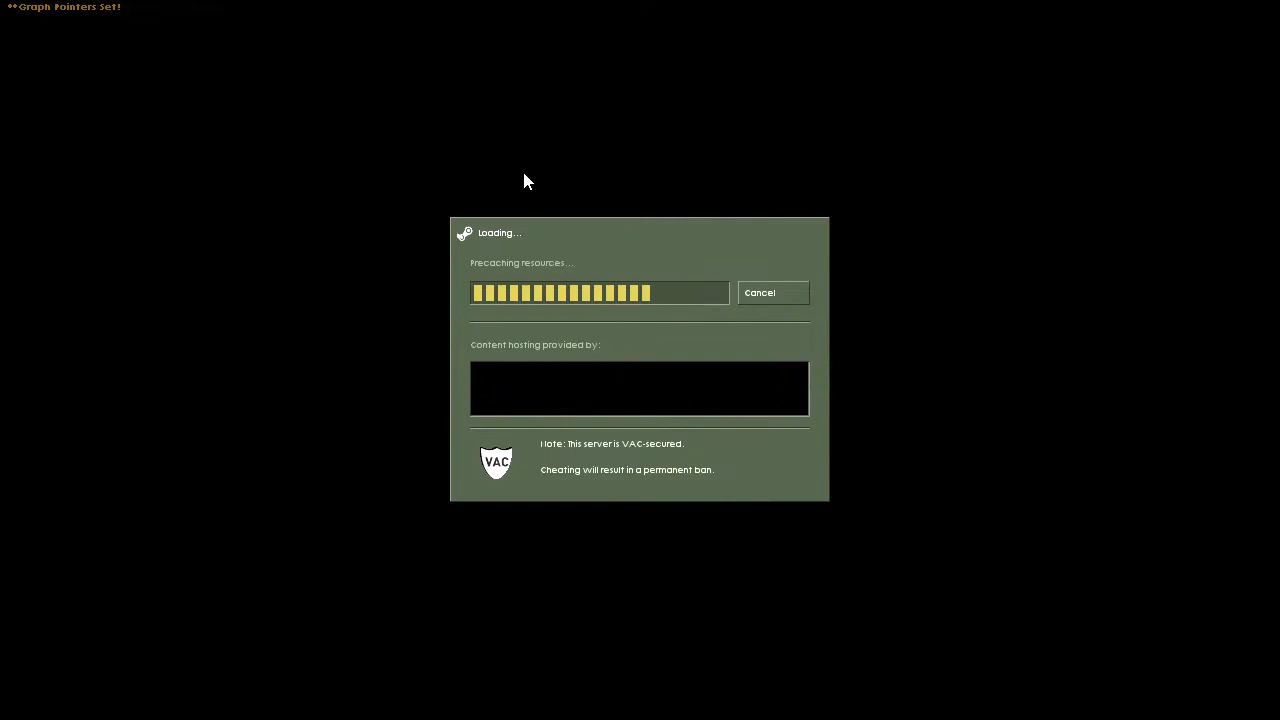 **Graph Pointers Set!
Loading...
Precaching resources...
Cancel
Content hosting provided by:
Note: This server is VAC-secured.
VAC
Cheating will result in a permanent ban.